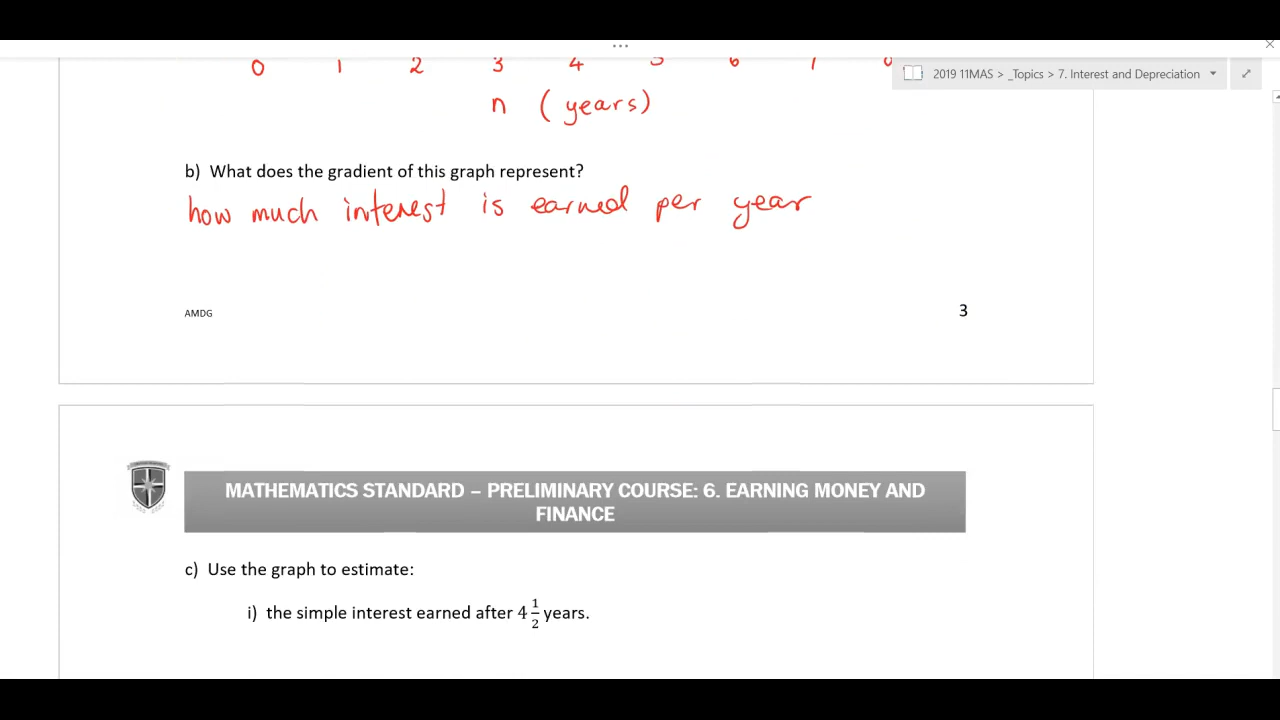 •••
2019 11MAS > _Topics > 7. Interest and Depreciation
0 1 2 3 4 5 6 7 8
n (years)
b) What does the gradient of this graph represent?
how much interest is earned per year
AMDG
3
MATHEMATICS STANDARD – PRELIMINARY COURSE: 6. EARNING MONEY AND
FINANCE
c) Use the graph to estimate:
i) the simple interest earned after 4 1/2 years.